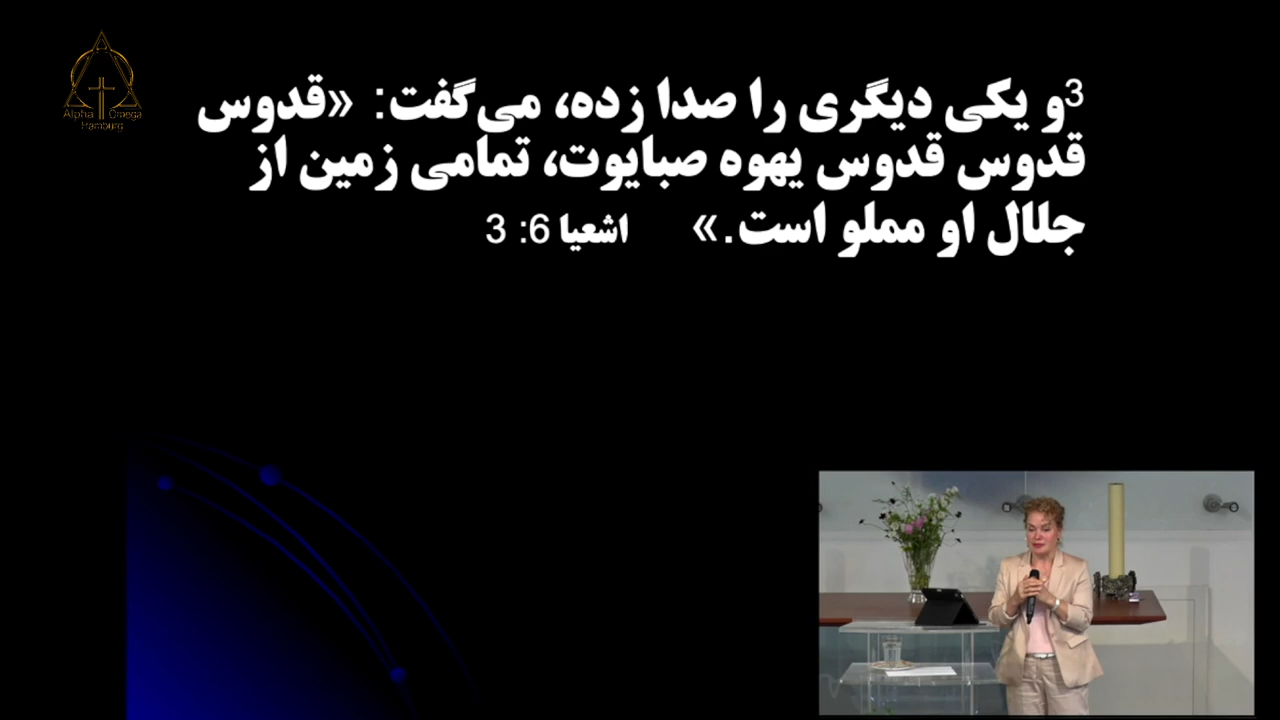 Alpha Omega
Hamburg
3و یکی دیگری را صدا زده، می‌گفت: «قدوس
قدوس قدوس یهوه صبایوت، تمامی زمین از
جلال او مملو است.» اشعیا 6: 3